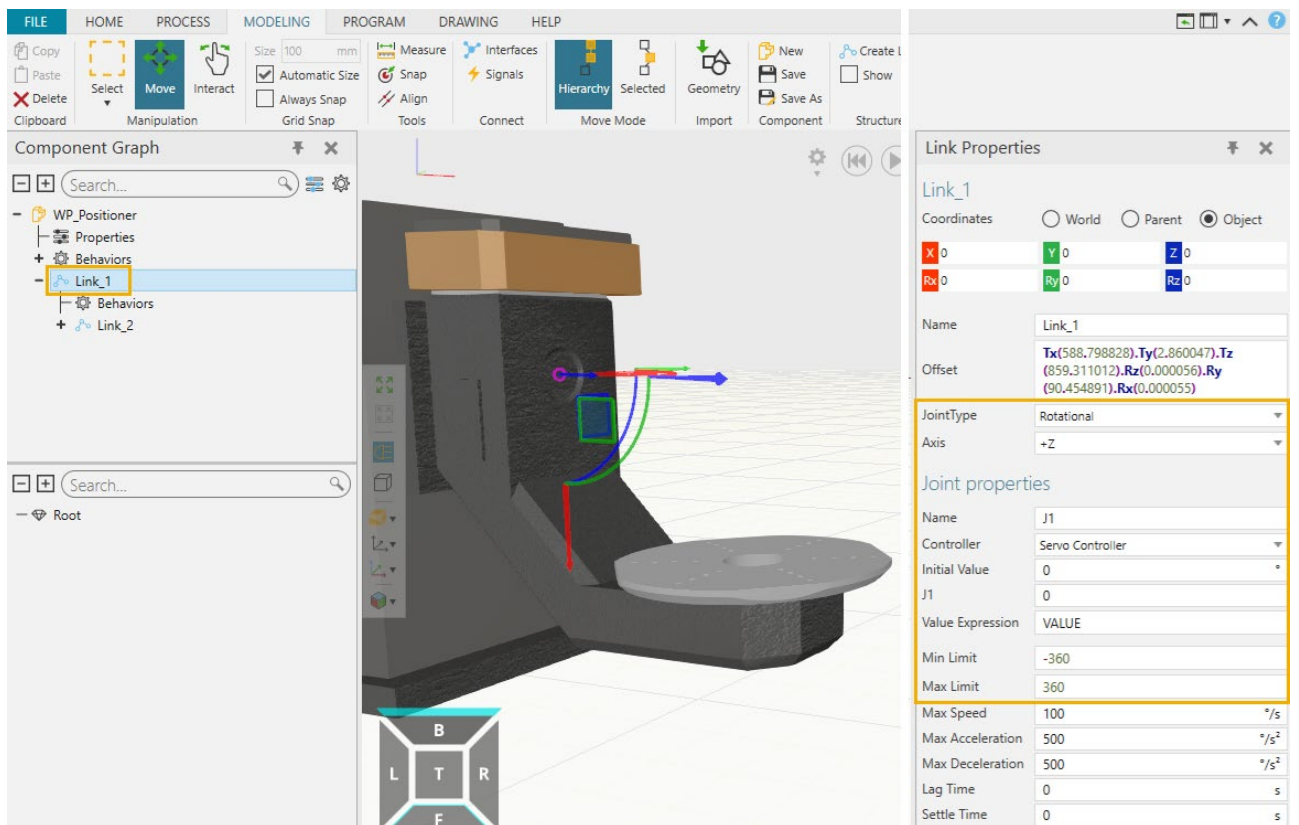 FILE HOME PROCESS MODELING PROGRAM DRAWING HELP
Copy
Paste
Delete
Clipboard
Select
Move
Interact
Manipulation
Size 100 mm
Automatic Size
Always Snap
Grid Snap
Measure
Snap
Align
Tools
Interfaces
Signals
Connect
Hierarchy
Selected
Move Mode
Geometry
Import
New
Save
Save As
Component
Create L
Show
Structure
Component Graph
Search...
WP_Positioner
Properties
Behaviors
Link_1
Behaviors
Link_2
Search...
Root
B
L T R
F
Link Properties
Link_1
Coordinates World Parent Object
X 0 Y 0 Z 0
Rx 0 Ry 0 Rz 0
Name Link_1
Offset Tx(588.798828).Ty(2.860047).Tz
(859.311012).Rz(0.000056).Ry
(90.454891).Rx(0.000055)
JointType Rotational
Axis +Z
Joint properties
Name J1
Controller Servo Controller
Initial Value 0 °
J1 0
Value Expression VALUE
Min Limit -360
Max Limit 360
Max Speed 100 °/s
Max Acceleration 500 °/s²
Max Deceleration 500 °/s²
Lag Time 0 s
Settle Time 0 s